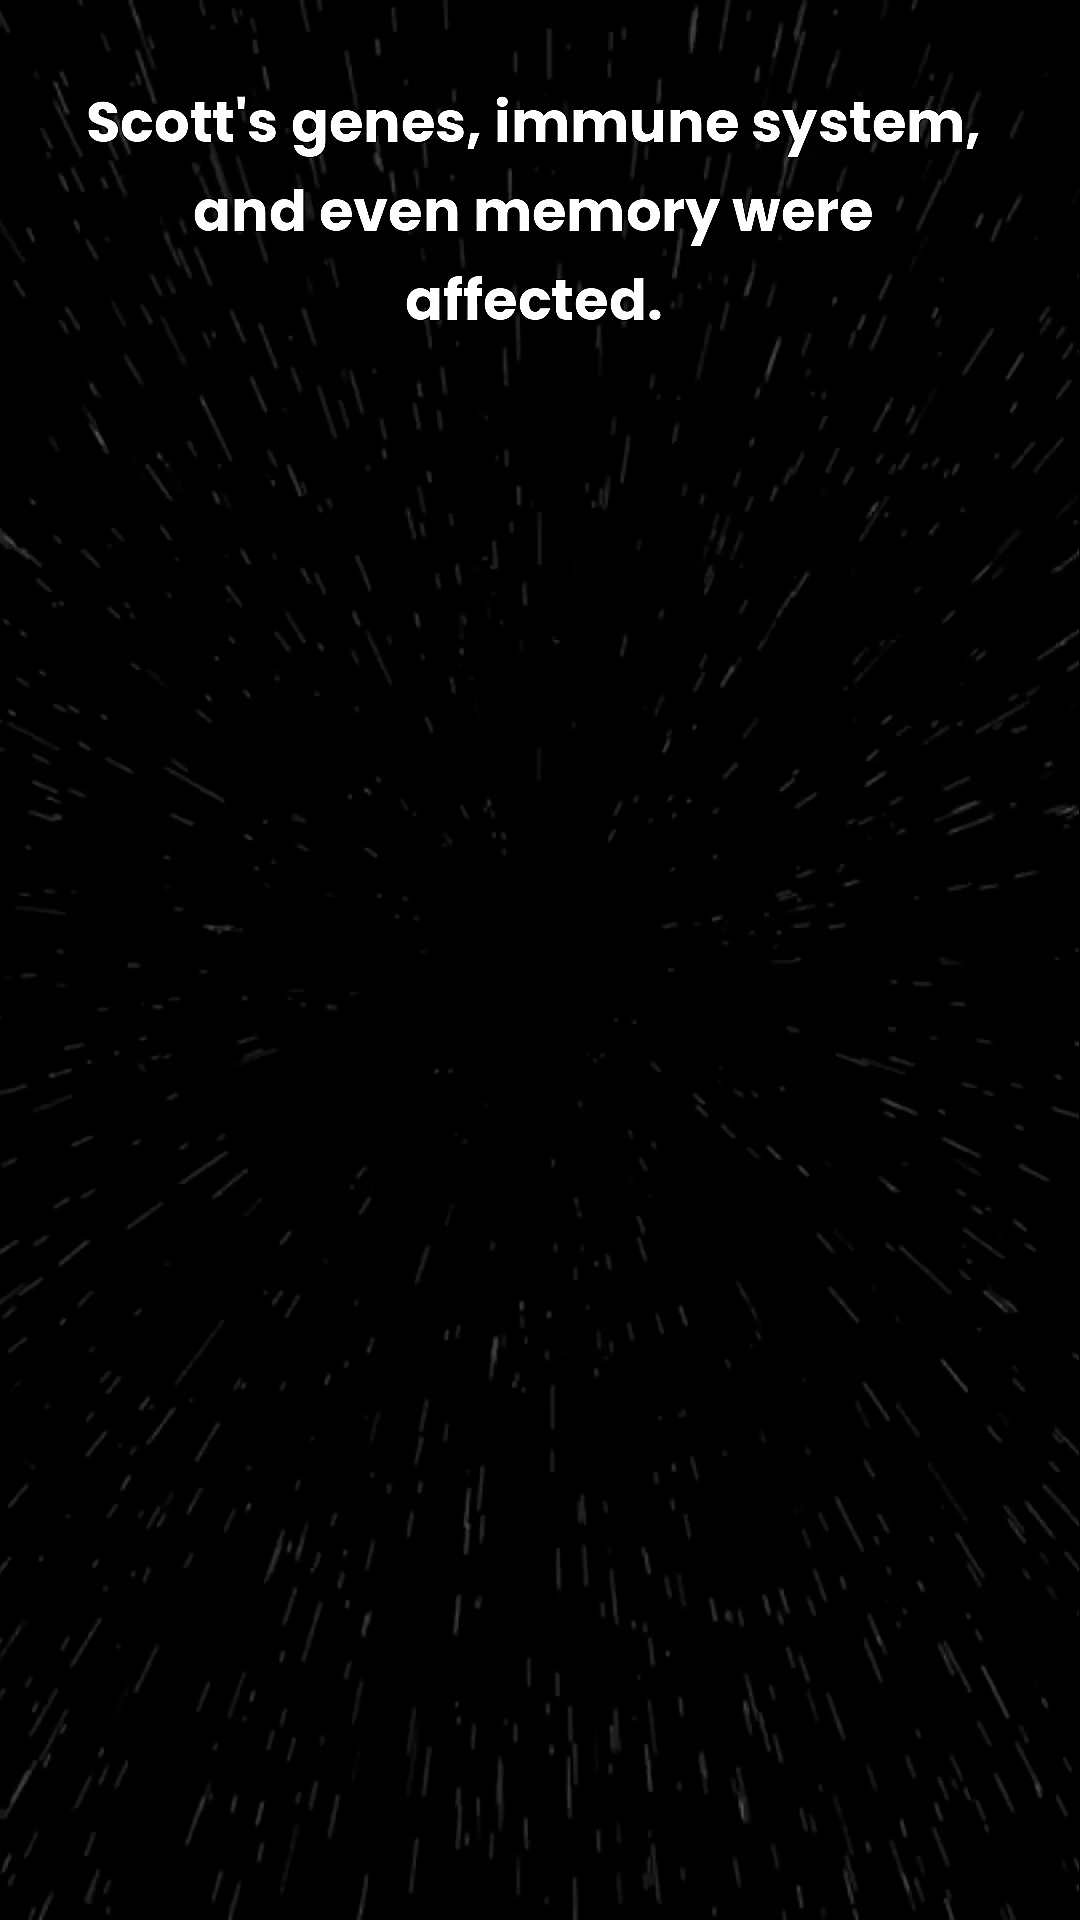 Scott's genes, immune system,
and even memory were
affected.